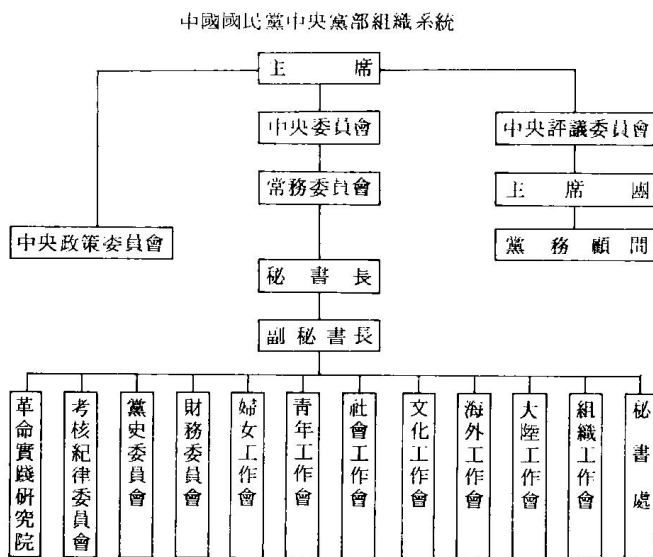 中國國民黨中央黨部組織系統
主席
中央委員會
中央評議委員會
常務委員會
主席團
中央政策委員會
黨務顧問
秘書長
副秘書長
革命實踐研究院
考核紀律委員會
黨史委員會
財務委員會
婦女工作會
青年工作會
社會工作會
文化工作會
海外工作會
大陸工作會
組織工作會
秘書處